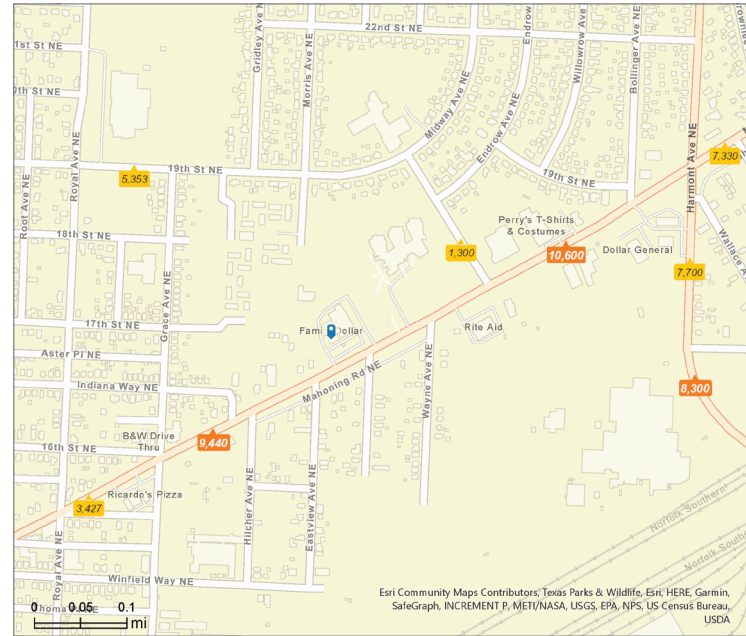 22nd St NE
21st St NE
Gridley Ave NE
Morris Ave NE
Endrow Ave NE
Willowrow Ave NE
Bollinger Ave NE
Midway Ave NE
Endrow Ave NE
Harmont Ave NE
7,330
Royal Ave NE
19th St NE
5,353
19th St NE
Root Ave NE
Perry's T-Shirts
& Costumes
18th St NE
1,300
10,600
Dollar General
Wallace A
7,700
Grace Ave NE
17th St NE
Rite Aid
Aster Pl NE
Mahoning Rd NE
Wayne Ave NE
Indiana Way NE
8,300
B&W Drive
Thru
9,440
16th St NE
Ricardo's Pizza
3,427
Hilcher Ave NE
Eastview Ave NE
Norfolk Southern
Royal Ave NE
Winfield Way NE
0 0.05 0.1
mi
Esri Community Maps Contributors, Texas Parks & Wildlife, Esri, HERE, Garmin,
SafeGraph, INCREMENT P, METI/NASA, USGS, EPA, NPS, US Census Bureau,
USDA